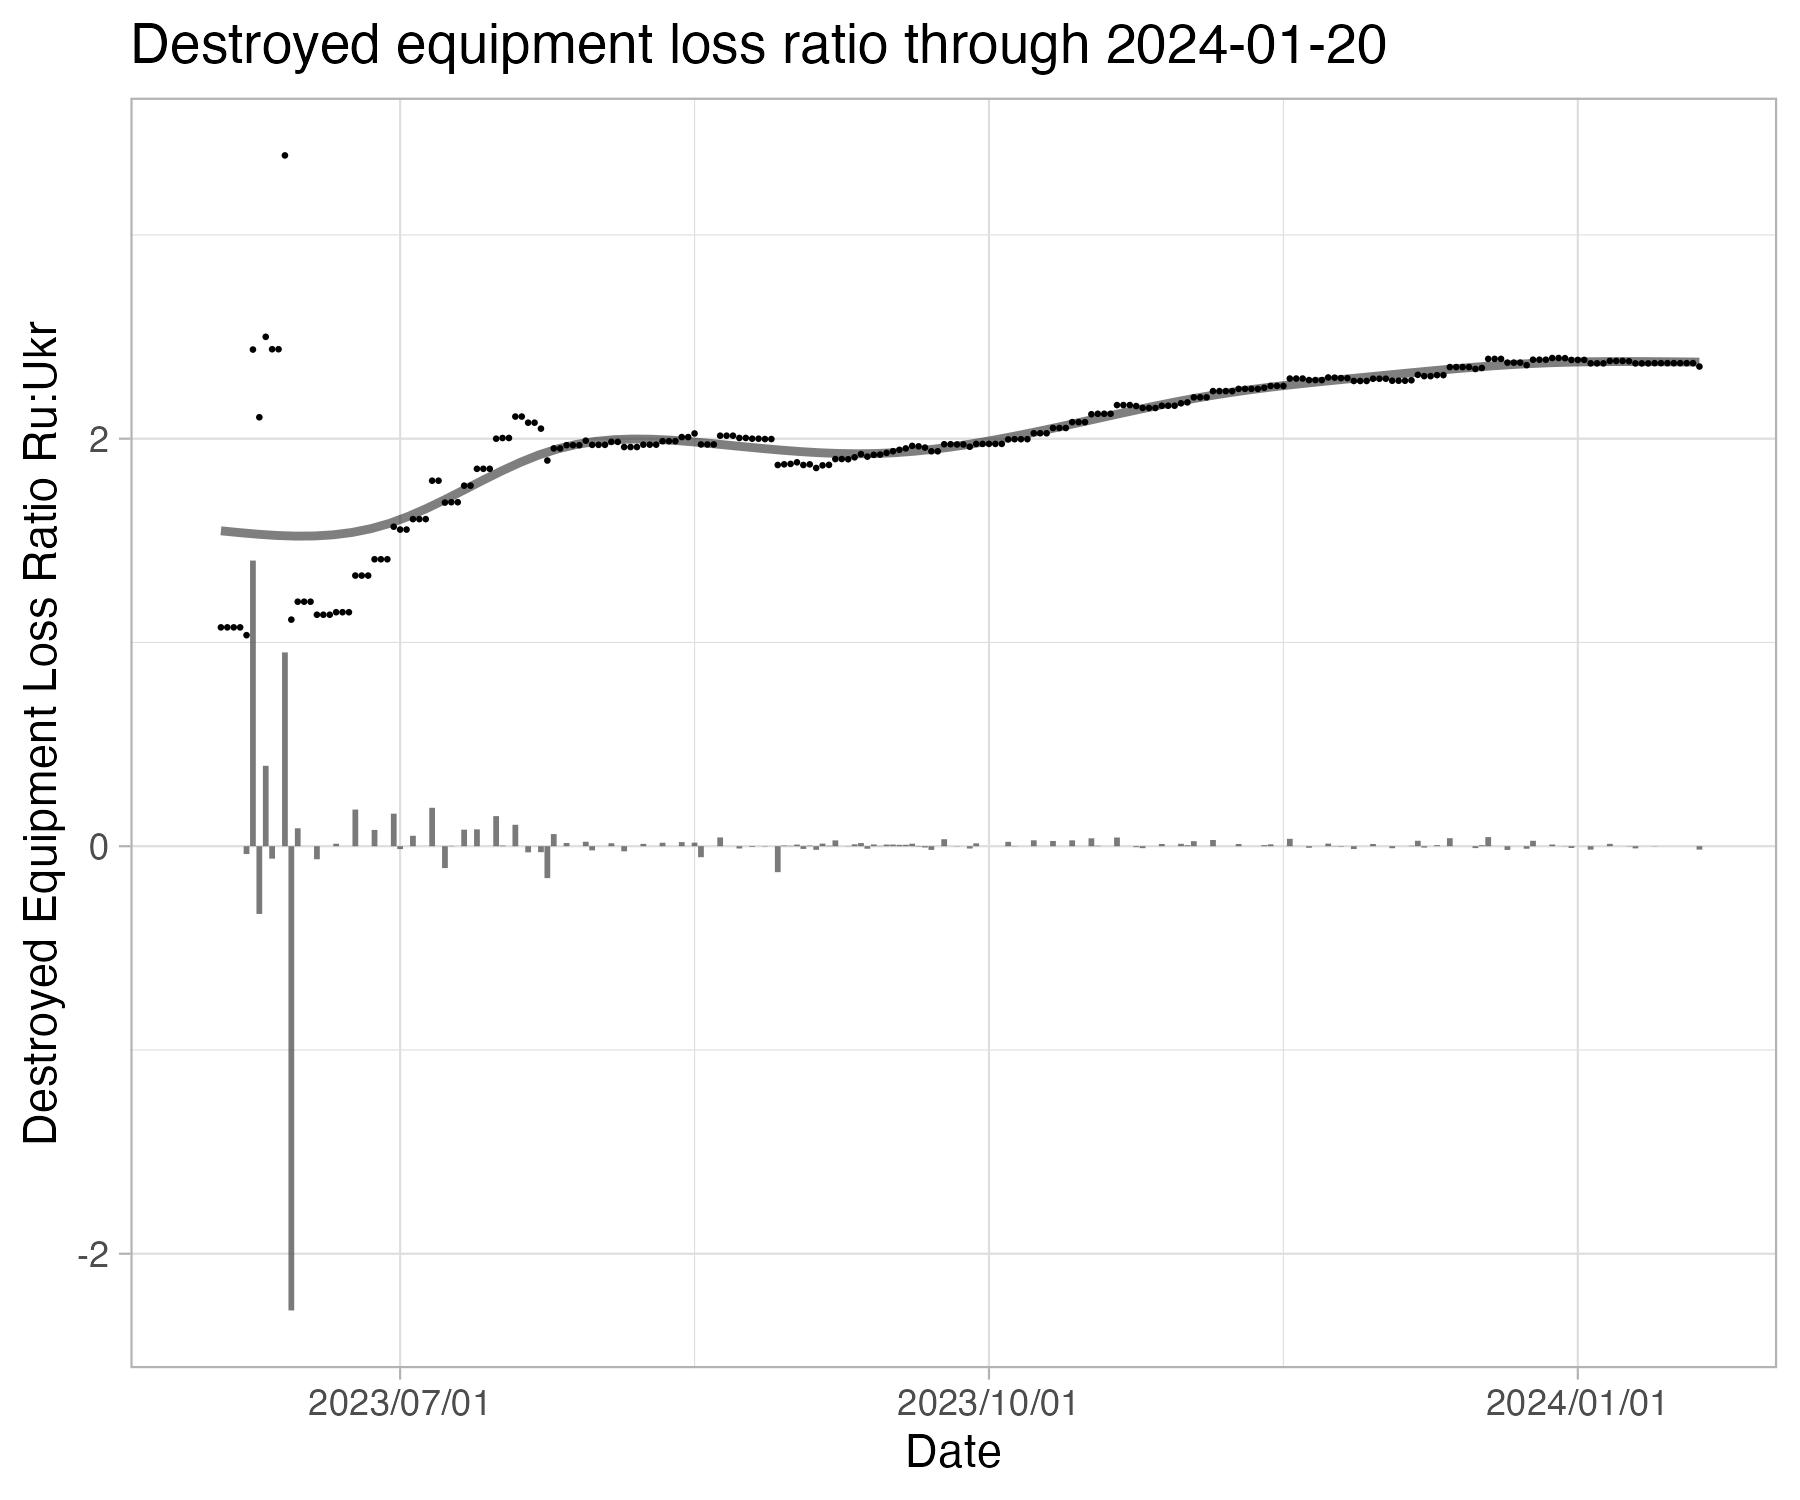 Destroyed equipment loss ratio through 2024-01-20
Destroyed Equipment Loss Ratio Ru:Ukr
2
0
-2
2023/07/01
2023/10/01
2024/01/01
Date